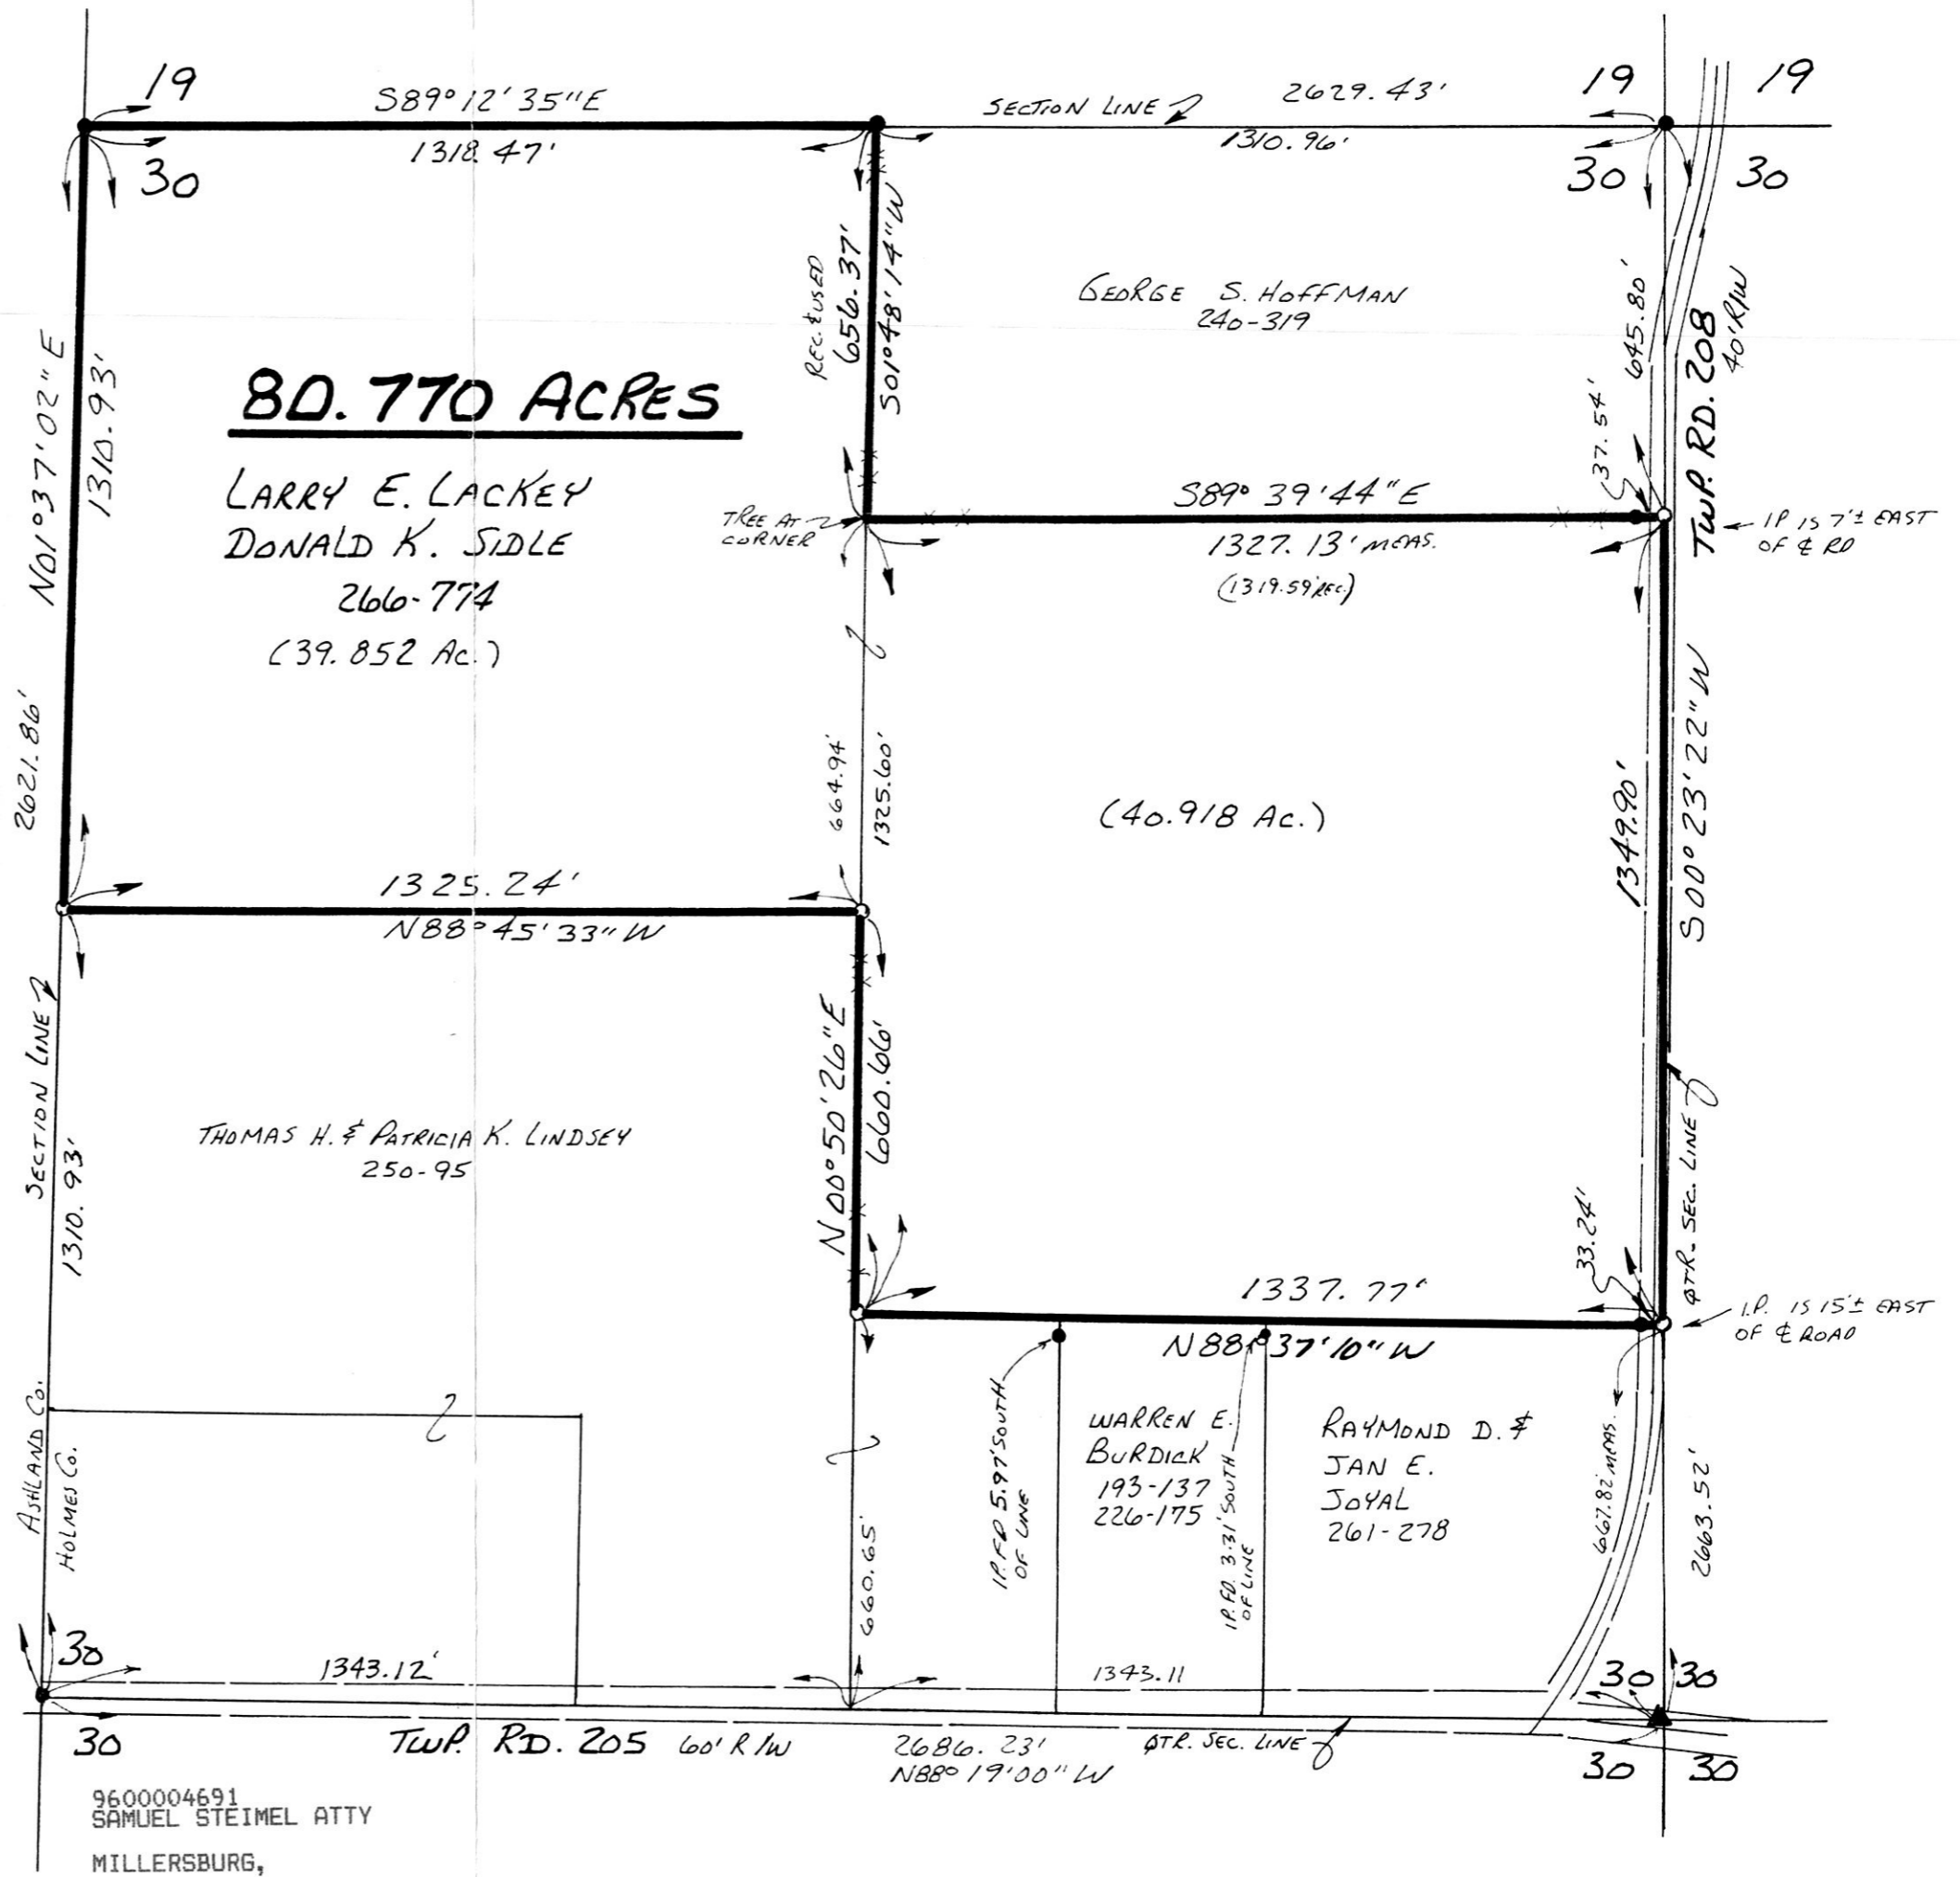 19
S89° 12' 35" E
SECTION LINE
2629.43'
19
19
1318.47'
1310.96'
30
30
30
N01° 37' 02" E
1310.93'
REC. & USED
656.37'
S01° 48' 14" W
GEORGE S. HOFFMAN
240-319
645.80'
TWP. RD. 208
40' R/W
80.770 ACRES
LARRY E. LACKEY
DONALD K. SIDLE
266-774
(39.852 Ac.)
37.54'
TREE AT
CORNER
S89° 39' 44" E
1327.13' MEAS.
(1319.59' REC.)
I.P. IS 7'± EAST
OF ℄ RD
2621.86'
664.94'
1325.60'
(40.918 Ac.)
1349.90'
S00° 23' 22" W
1325.24'
N88° 45' 33" W
SECTION LINE
1310.93'
N00° 50' 26" E
660.66'
THOMAS H. & PATRICIA K. LINDSEY
250-95
QTR. SEC. LINE
33.24'
1337.77'
N88° 37' 10" W
I.P. IS 15'± EAST
OF ℄ ROAD
ASHLAND Co.
HOLMES Co.
I.P. FD 5.97' SOUTH
OF LINE
WARREN E.
BURDICK
193-137
226-175
I.P. FD. 3.31' SOUTH
OF LINE
RAYMOND D. &
JAN E.
JOYAL
261-278
667.82' MEAS.
2663.52'
660.65'
30
1343.12'
1343.11
30
30
30
TWP. RD. 205 60' R/W
2686.23'
N88° 19' 00" W
QTR. SEC. LINE
30
30
9600004691
SAMUEL STEIMEL ATTY
MILLERSBURG,